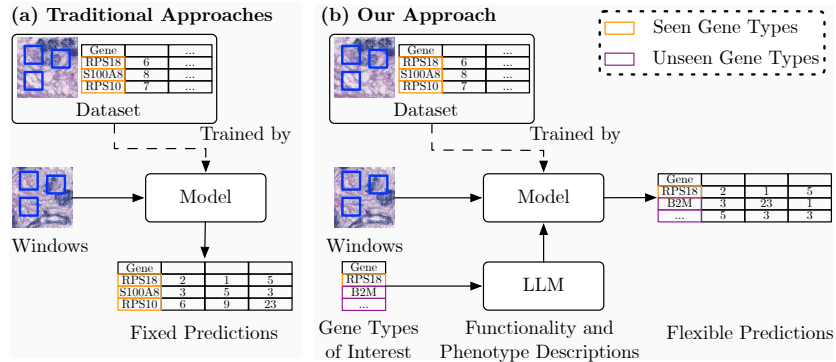 (a) Traditional Approaches
Gene ...
RPS18 6 ...
S100A8 8 ...
RPS10 7 ...
Dataset
Trained by
Model
Windows
Gene
RPS18 2 1 5
S100A8 3 5 3
RPS10 6 9 23
Fixed Predictions
(b) Our Approach
Gene ...
RPS18 6 ...
S100A8 8 ...
RPS10 7 ...
Dataset
Seen Gene Types
Unseen Gene Types
Trained by
Model
Windows
Gene
RPS18 2 1 5
B2M 3 23 1
... 5 3 3
Gene
RPS18
B2M
...
LLM
Gene Types
of Interest
Functionality and
Phenotype Descriptions
Flexible Predictions